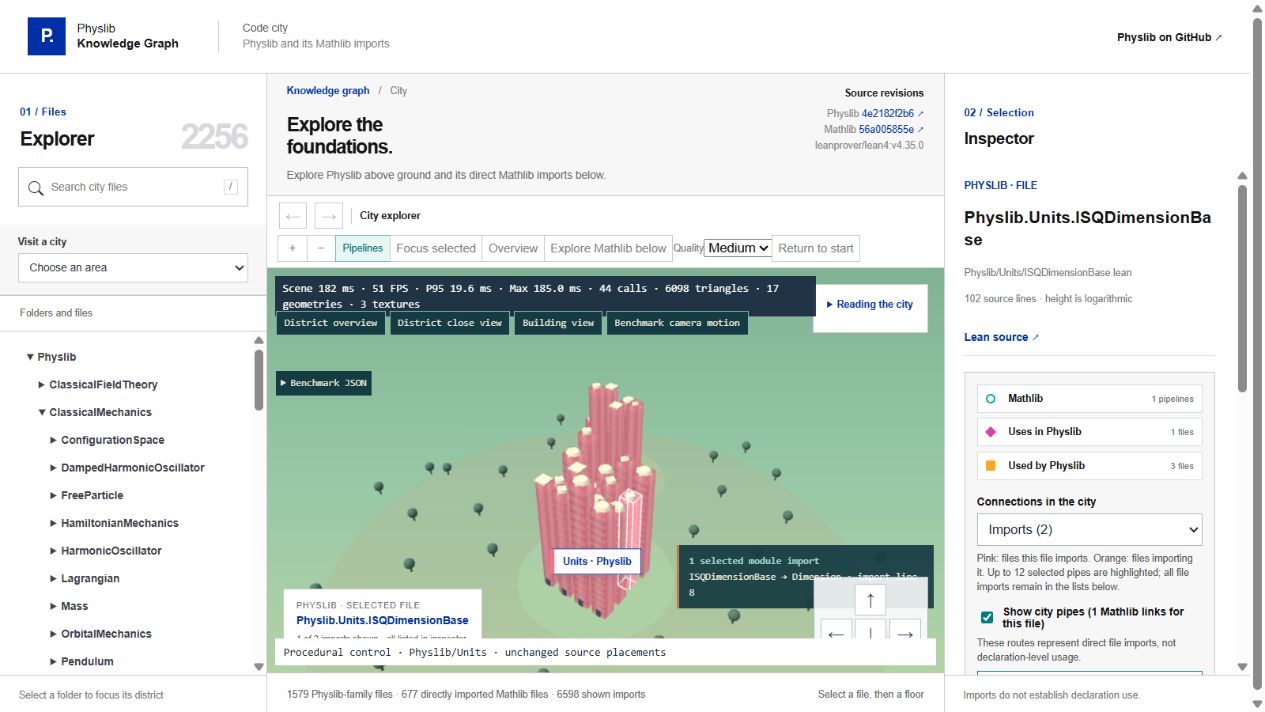 P.
Physlib
Knowledge Graph
Code city
Physlib and its Mathlib imports
Physlib on GitHub ↗
01 / Files
Explorer
2256
Search city files
/
Visit a city
Choose an area
Folders and files
▼ Physlib
▶ ClassicalFieldTheory
▼ ClassicalMechanics
▶ ConfigurationSpace
▶ DampedHarmonicOscillator
▶ FreeParticle
▶ HamiltonianMechanics
▶ HarmonicOscillator
▶ Lagrangian
▶ Mass
▶ OrbitalMechanics
▶ Pendulum
Select a folder to focus its district
Knowledge graph / City
Explore the
foundations.
Explore Physlib above ground and its direct Mathlib imports below.
Source revisions
Physlib 4e2182f2b6 ↗
Mathlib 56a005855e ↗
leanprover/lean4:v4.35.0
← → City explorer
+ − Pipelines Focus selected Overview Explore Mathlib below Quality Medium Return to start
Scene 182 ms · 51 FPS · P95 19.6 ms · Max 185.0 ms · 44 calls · 6098 triangles · 17
geometries · 3 textures
▶ Reading the city
District overview District close view Building view Benchmark camera motion
▶ Benchmark JSON
Units · Physlib
1 selected module import
ISQDimensionBase → Dimension · import line
8
PHYSLIB · SELECTED FILE
Physlib.Units.ISQDimensionBase
↑
← ↓ →
Procedural control · Physlib/Units · unchanged source placements
1579 Physlib-family files · 677 directly imported Mathlib files · 6598 shown imports
Select a file, then a floor
02 / Selection
Inspector
PHYSLIB · FILE
Physlib.Units.ISQDimensionBa
se
Physlib/Units/ISQDimensionBase.lean
102 source lines · height is logarithmic
Lean source ↗
Mathlib 1 pipelines
Uses in Physlib 1 files
Used by Physlib 3 files
Connections in the city
Imports (2)
Pink: files this file imports. Orange: files importing
it. Up to 12 selected pipes are highlighted; all file
imports remain in the lists below.
Show city pipes (1 Mathlib links for
this file)
These routes represent direct file imports, not
declaration-level usage.
Imports do not establish declaration use.